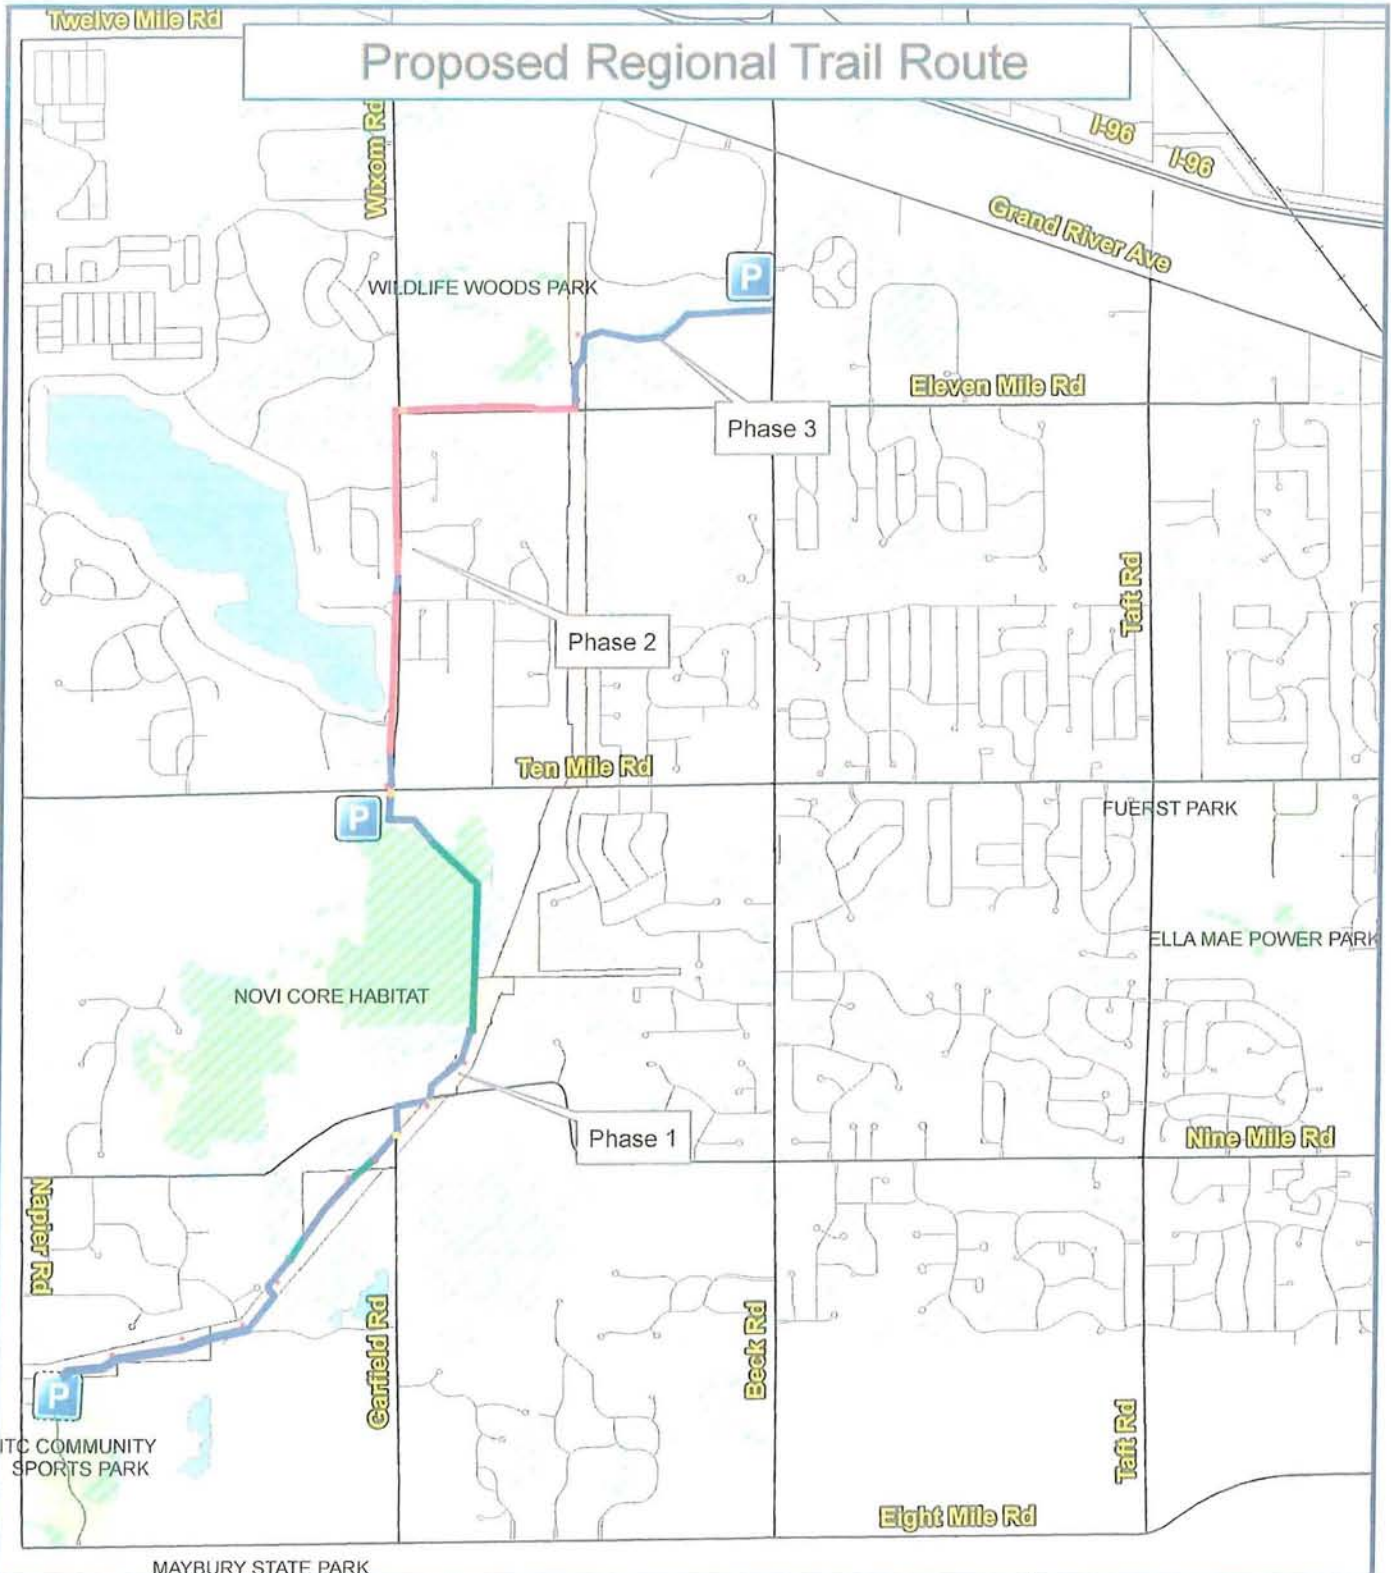 Twelve Mile Rd
Proposed Regional Trail Route
Wixom Rd
I-96
I-96
Grand River Ave
P
WILDLIFE WOODS PARK
Eleven Mile Rd
Phase 3
Taft Rd
Phase 2
Ten Mile Rd
P
FUERST PARK
ELLA MAE POWER PARK
NOVI CORE HABITAT
Phase 1
Nine Mile Rd
Napier Rd
Garfield Rd
Beck Rd
P
ITC COMMUNITY
SPORTS PARK
Taft Rd
Eight Mile Rd
MAYBURY STATE PARK